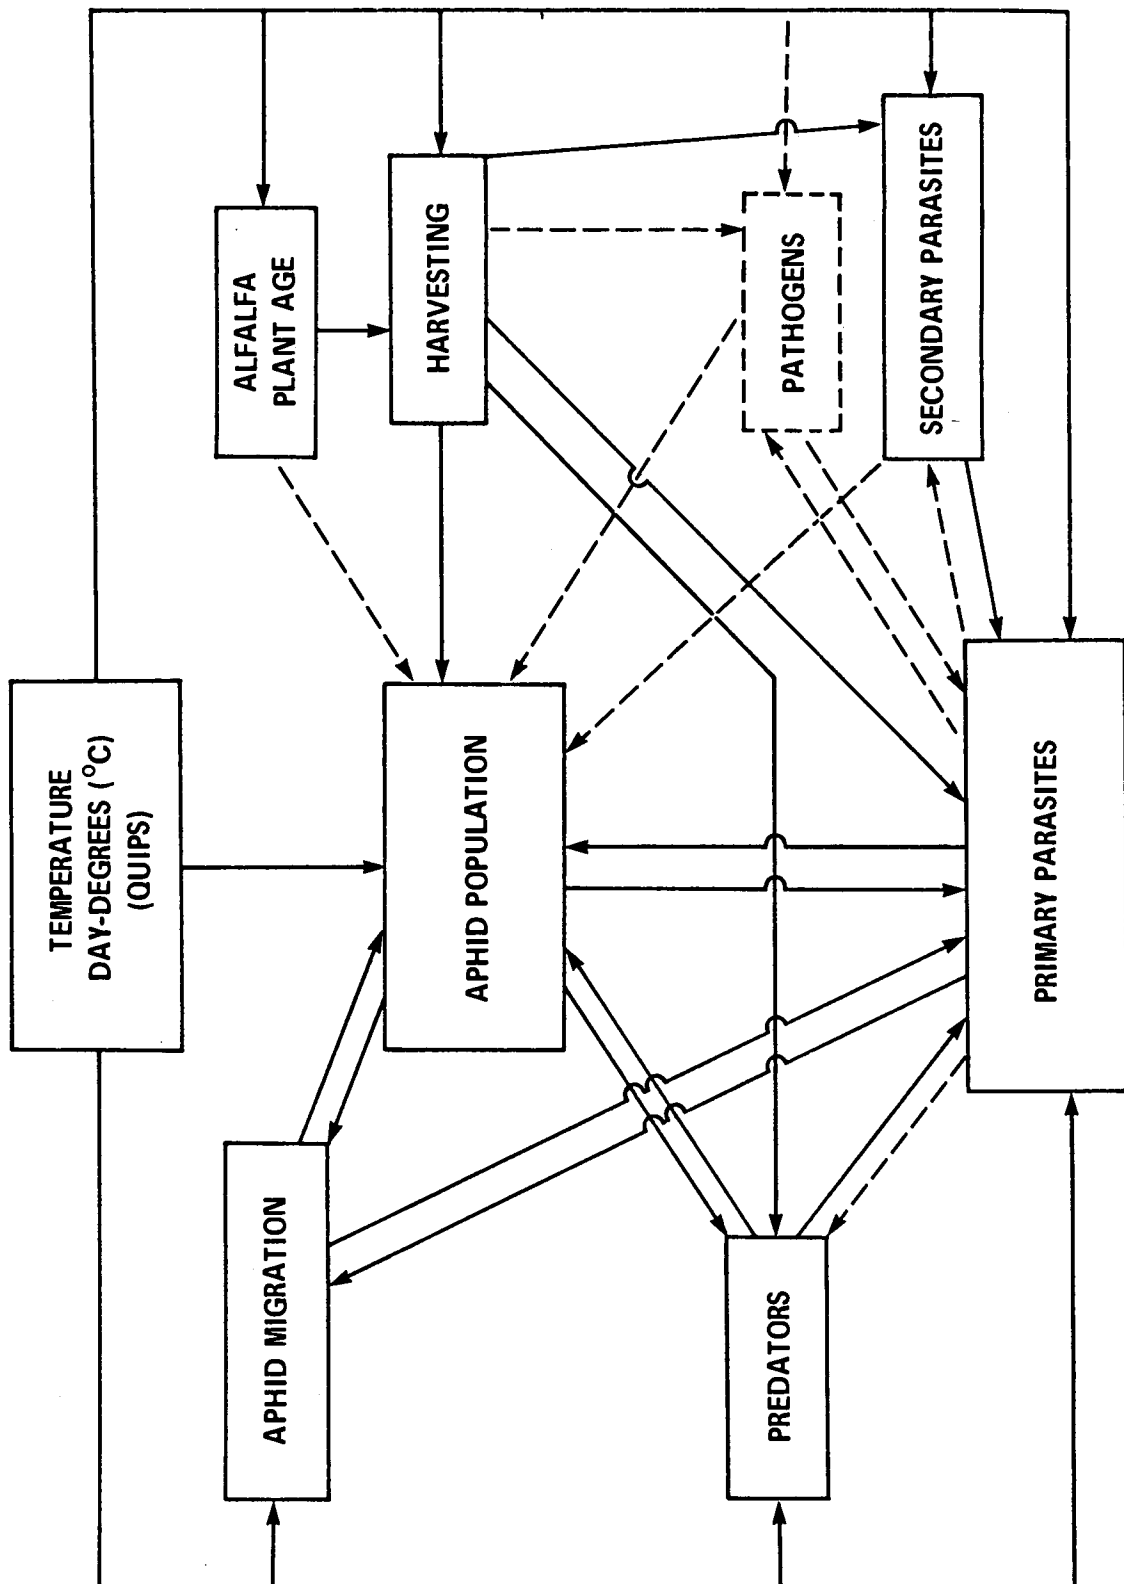 TEMPERATURE
DAY-DEGREES (°C)
(QUIPS)
APHID MIGRATION
APHID POPULATION
ALFALFA
PLANT AGE
HARVESTING
PREDATORS
PATHOGENS
PRIMARY PARASITES
SECONDARY PARASITES